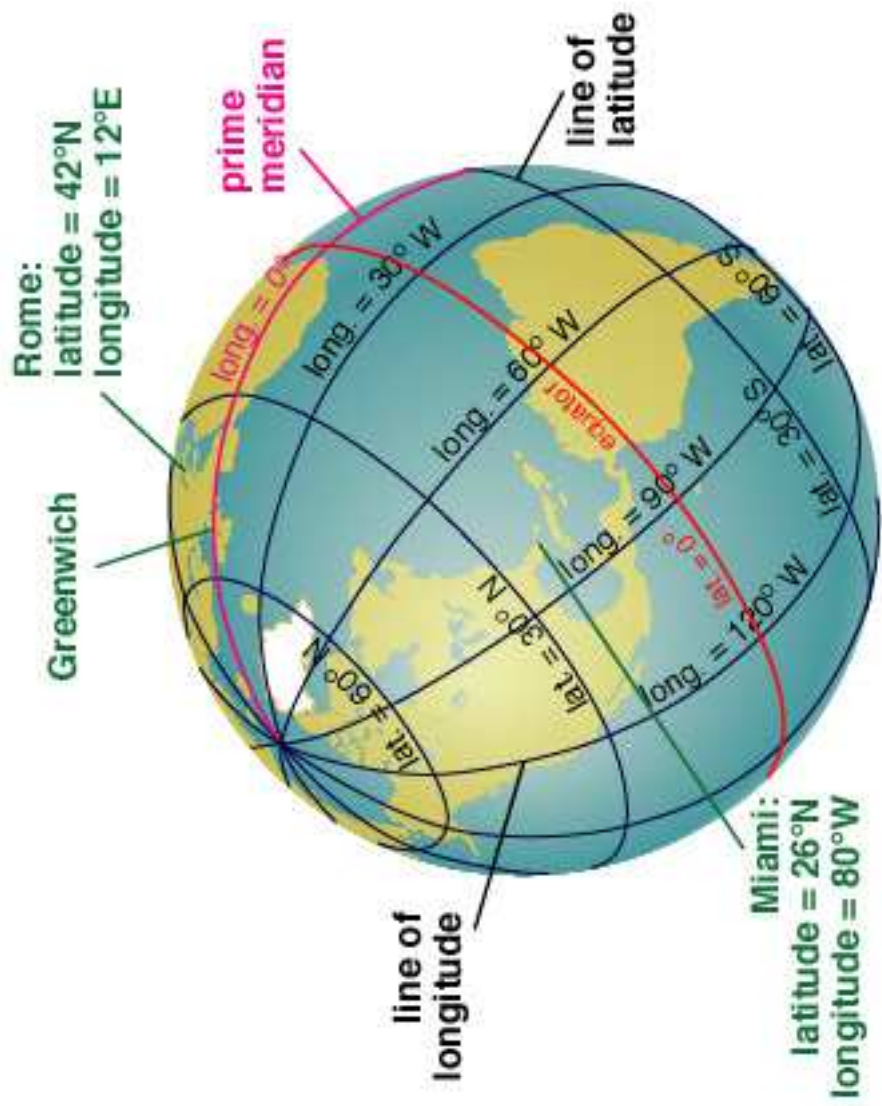 Rome:
latitude = 42°N
longitude = 12°E
Greenwich
prime
meridian
long. = 0°
long. = 30° W
long. = 60° W
long. = 90° W
long. = 120° W
lat. = 60° N
lat. = 30° N
equator
lat. = 0°
lat. = 30° S
lat. = 60° S
line of
latitude
line of
longitude
Miami:
latitude = 26°N
longitude = 80°W